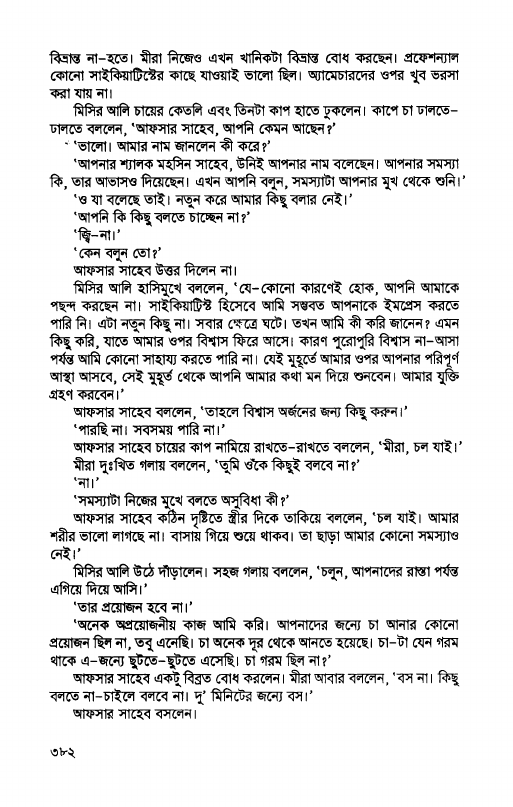 বিভ্রান্ত না-হতে। মীরা নিজেও এখন খানিকটা বিভ্রান্ত বোধ করছেন। প্রফেশন্যাল
কোনো সাইকিয়াটিস্টের কাছে যাওয়াই ভালো ছিল। অ্যামেচারদের ওপর খুব ভরসা
করা যায় না।
মিসির আলি চায়ের কেতলি এবং তিনটা কাপ হাতে ঢুকলেন। কাপে চা ঢালতে-
ঢালতে বললেন, ‘আফসার সাহেব, আপনি কেমন আছেন?’
‘ভালো। আমার নাম জানলেন কী করে?’
‘আপনার শ্যালক মহসিন সাহেব, উনিই আপনার নাম বলেছেন। আপনার সমস্যা
কি, তার আভাসও দিয়েছেন। এখন আপনি বলুন, সমস্যাটা আপনার মুখ থেকে শুনি।’
‘ও যা বলেছে তাই। নতুন করে আমার কিছু বলার নেই।’
‘আপনি কি কিছু বলতে চাচ্ছেন না?’
‘জ্বি-না।’
‘কেন বলুন তো?’
আফসার সাহেব উত্তর দিলেন না।
মিসির আলি হাসিমুখে বললেন, ‘যে-কোনো কারণেই হোক, আপনি আমাকে
পছন্দ করছেন না। সাইকিয়াটিস্ট হিসেবে আমি সম্ভবত আপনাকে ইমপ্রেস করতে
পারি নি। এটা নতুন কিছু না। সবার ক্ষেত্রে ঘটে। তখন আমি কী করি জানেন? এমন
কিছু করি, যাতে আমার ওপর বিশ্বাস ফিরে আসে। কারণ পুরোপুরি বিশ্বাস না-আসা
পর্যন্ত আমি কোনো সাহায্য করতে পারি না। যেই মুহূর্তে আমার ওপর আপনার পরিপূর্ণ
আস্থা আসবে, সেই মুহূর্ত থেকে আপনি আমার কথা মন দিয়ে শুনবেন। আমার যুক্তি
গ্রহণ করবেন।’
আফসার সাহেব বললেন, ‘তাহলে বিশ্বাস অর্জনের জন্য কিছু করুন।’
‘পারছি না। সবসময় পারি না।’
আফসার সাহেব চায়ের কাপ নামিয়ে রাখতে-রাখতে বললেন, ‘মীরা, চল যাই।’
মীরা দুঃখিত গলায় বললেন, ‘তুমি ওঁকে কিছুই বলবে না?’
‘না।’
‘সমস্যাটা নিজের মুখে বলতে অসুবিধা কী?’
আফসার সাহেব কঠিন দৃষ্টিতে স্ত্রীর দিকে তাকিয়ে বললেন, ‘চল যাই। আমার
শরীর ভালো লাগছে না। বাসায় গিয়ে শুয়ে থাকব। তা ছাড়া আমার কোনো সমস্যাও
নেই।’
মিসির আলি উঠে দাঁড়ালেন। সহজ গলায় বললেন, ‘চলুন, আপনাদের রাস্তা পর্যন্ত
এগিয়ে দিয়ে আসি।’
‘তার প্রয়োজন হবে না।’
‘অনেক অপ্রয়োজনীয় কাজ আমি করি। আপনাদের জন্যে চা আনার কোনো
প্রয়োজন ছিল না, তবু এনেছি। চা অনেক দূর থেকে আনতে হয়েছে। চা-টা যেন গরম
থাকে এ-জন্যে ছুটতে-ছুটতে এসেছি। চা গরম ছিল না?’
আফসার সাহেব একটু বিব্রত বোধ করলেন। মীরা আবার বললেন, ‘বস না। কিছু
বলতে না-চাইলে বলবে না। দু’ মিনিটের জন্যে বস।’
আফসার সাহেব বসলেন।
৩৮২